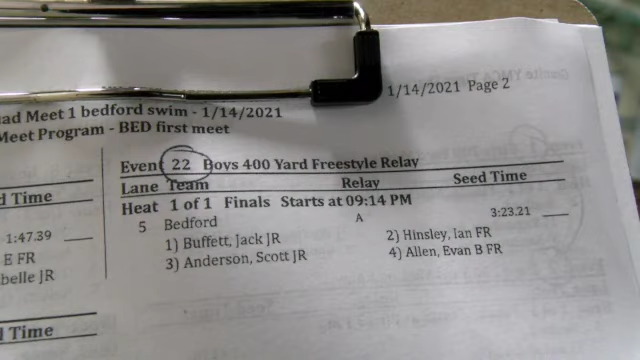 1/14/2021 Page 2
ad Meet 1 bedford swim - 1/14/2021
Meet Program - BED first meet
Event 22 Boys 400 Yard Freestyle Relay
Lane Team Relay Seed Time
Heat 1 of 1 Finals Starts at 09:14 PM
5 Bedford A 3:23.21
1) Buffett, Jack JR 2) Hinsley, Ian FR
3) Anderson, Scott JR 4) Allen, Evan B FR
d Time
1:47.39
E FR
belle JR
d Time